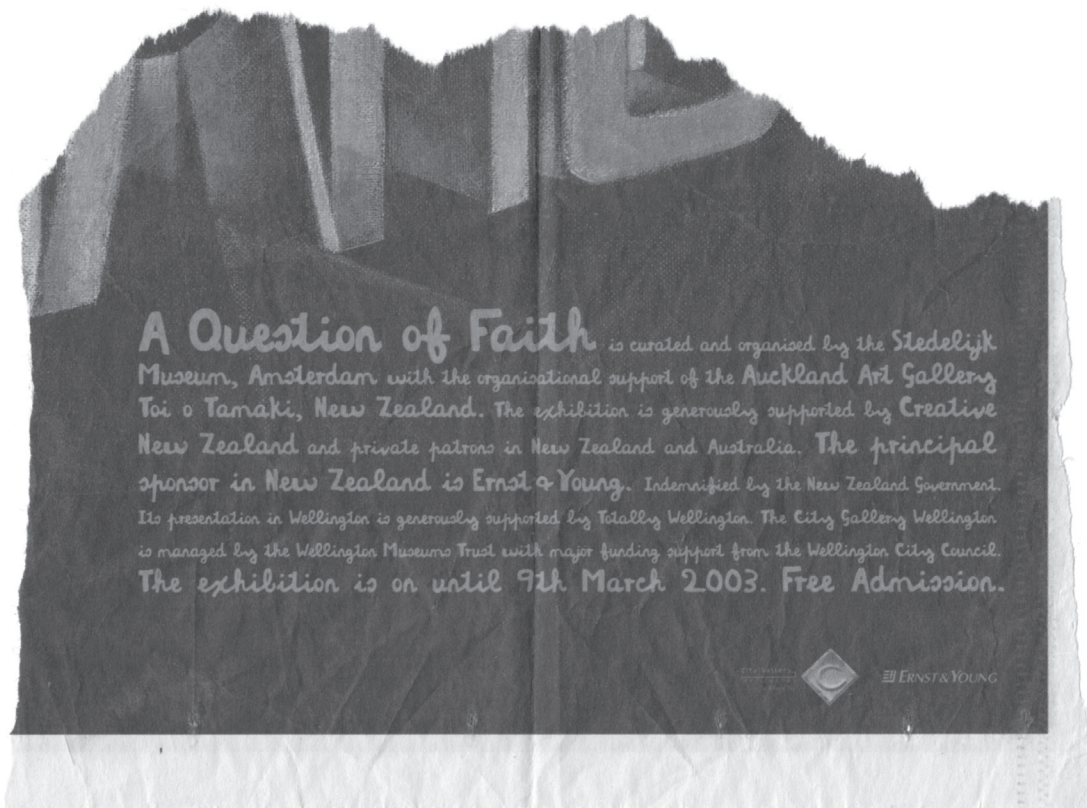 A Question of Faith is curated and organised by the Stedelijk
Museum, Amsterdam with the organisational support of the Auckland Art Gallery
Toi o Tamaki, New Zealand. The exhibition is generously supported by Creative
New Zealand and private patrons in New Zealand and Australia. The principal
sponsor in New Zealand is Ernst & Young. Indemnified by the New Zealand Government.
Its presentation in Wellington is generously supported by Totally Wellington. The City Gallery Wellington
is managed by the Wellington Museums Trust with major funding support from the Wellington City Council.
The exhibition is on until 9th March 2003. Free Admission.
ERNST & YOUNG